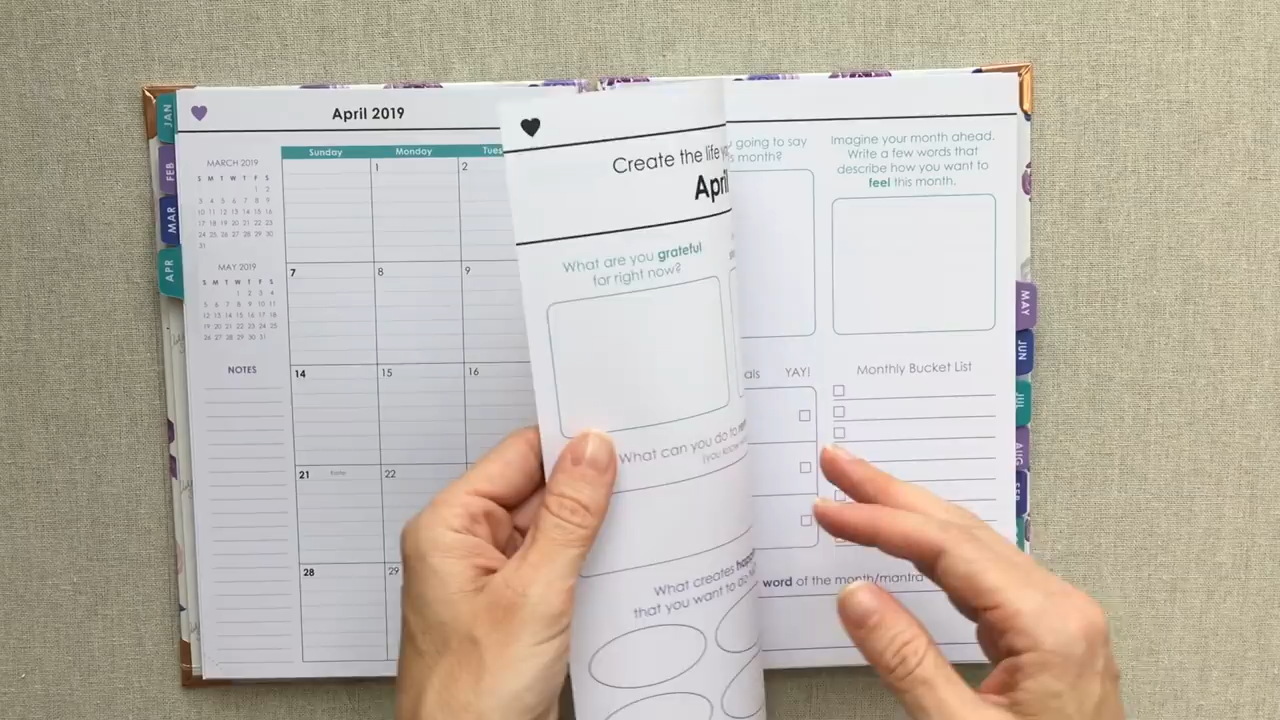 April 2019
JAN
FEB
MAR
APR
MARCH 2019
S M T W T F S
1 2
3 4 5 6 7 8 9
10 11 12 13 14 15 16
17 18 19 20 21 22 23
24 25 26 27 28 29 30
31
MAY 2019
S M T W T F S
1 2 3 4
5 6 7 8 9 10 11
12 13 14 15 16 17 18
19 20 21 22 23 24 25
26 27 28 29 30 31
NOTES
Sunday Monday Tues
1 2
7 8 9
14 15 16
21 Easter 22
28 29
Create the life
April
What are you grateful
for right now?
What can you do to
(you know
What creates
that you want to do
going to say
s month?
als YAY!
word of the month/mantra
Imagine your month ahead.
Write a few words that
describe how you want to
feel this month.
Monthly Bucket List
MAY
JUN
JUL
AUG
SEP